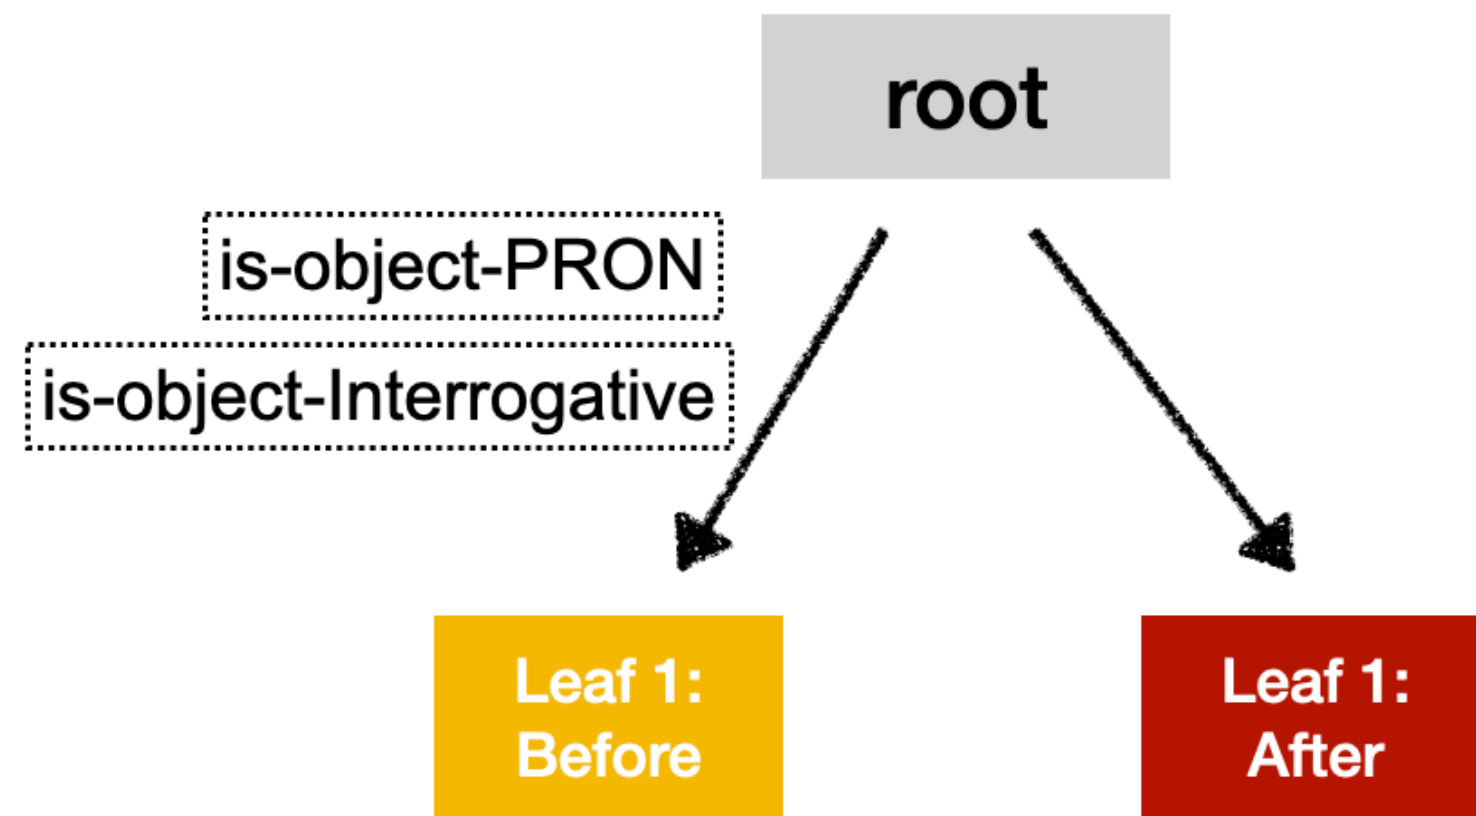 root
is-object-PRON
is-object-Interrogative
Leaf 1:
Before
Leaf 1:
After